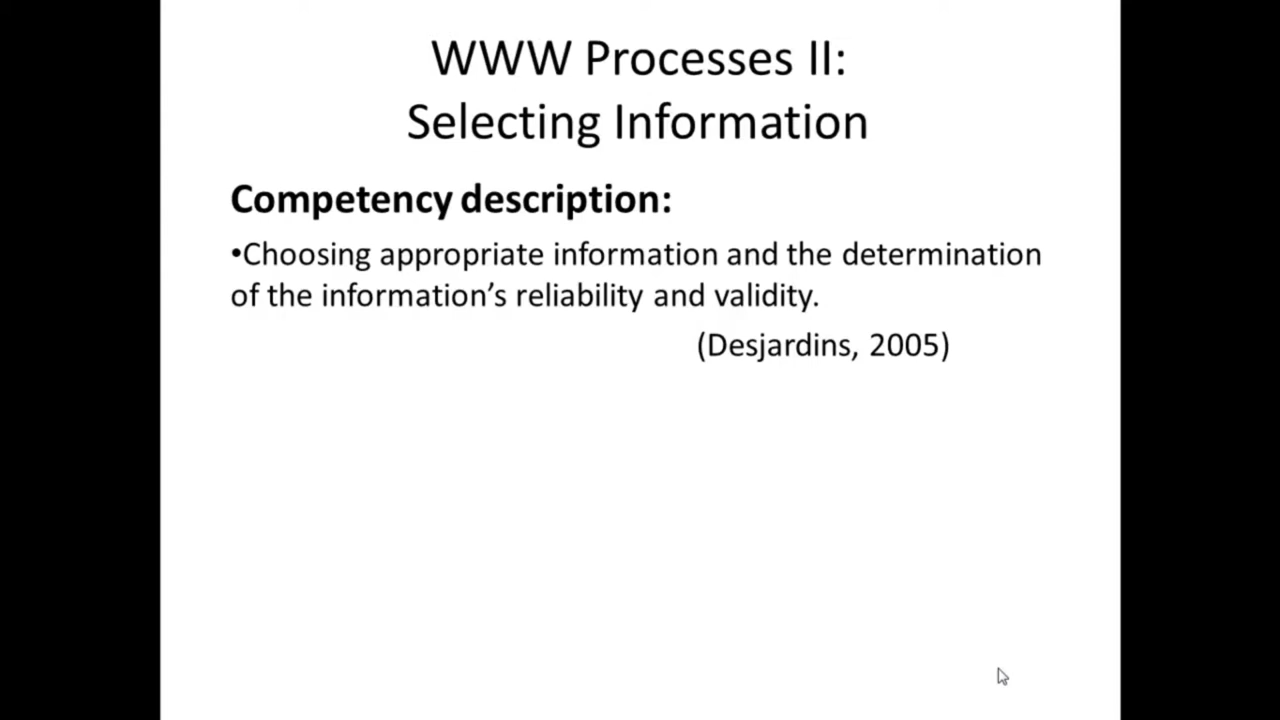 WWW Processes II:
Selecting Information
Competency description:
•Choosing appropriate information and the determination
of the information’s reliability and validity.
(Desjardins, 2005)